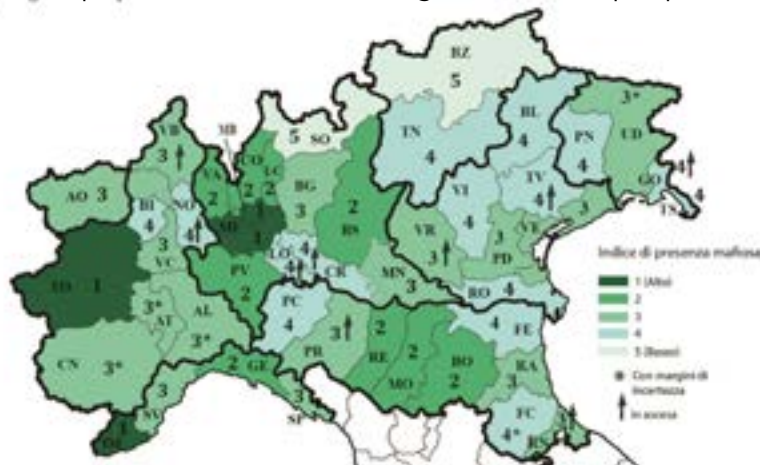 BZ
5
3*
VB
3
MB
5 SO
TN
4
BL
4
PN
4
UD
4
GO
4
TS
AO 3
BI
4
NO
4
VA
2
CO
2
LC
2
BG
3
2
BS
VI
4
TV
4
3
VE
1
MI
1
VR
3
3
PD
TO 1
3
VC
PV
2
LO
4
4
CR
MN
3
RO 4
3*
AT
AL
3*
PC
4
3
PR
2
RE
2
MO
BO
2
4
FE
RA
3
CN 3*
3
SV
2 GE
3
SP
FC
4*
1
Indice di presenza mafiosa
1 (Alto)
2
3
4
5 (Basso)
Con margini di
incertezza
In ascesa